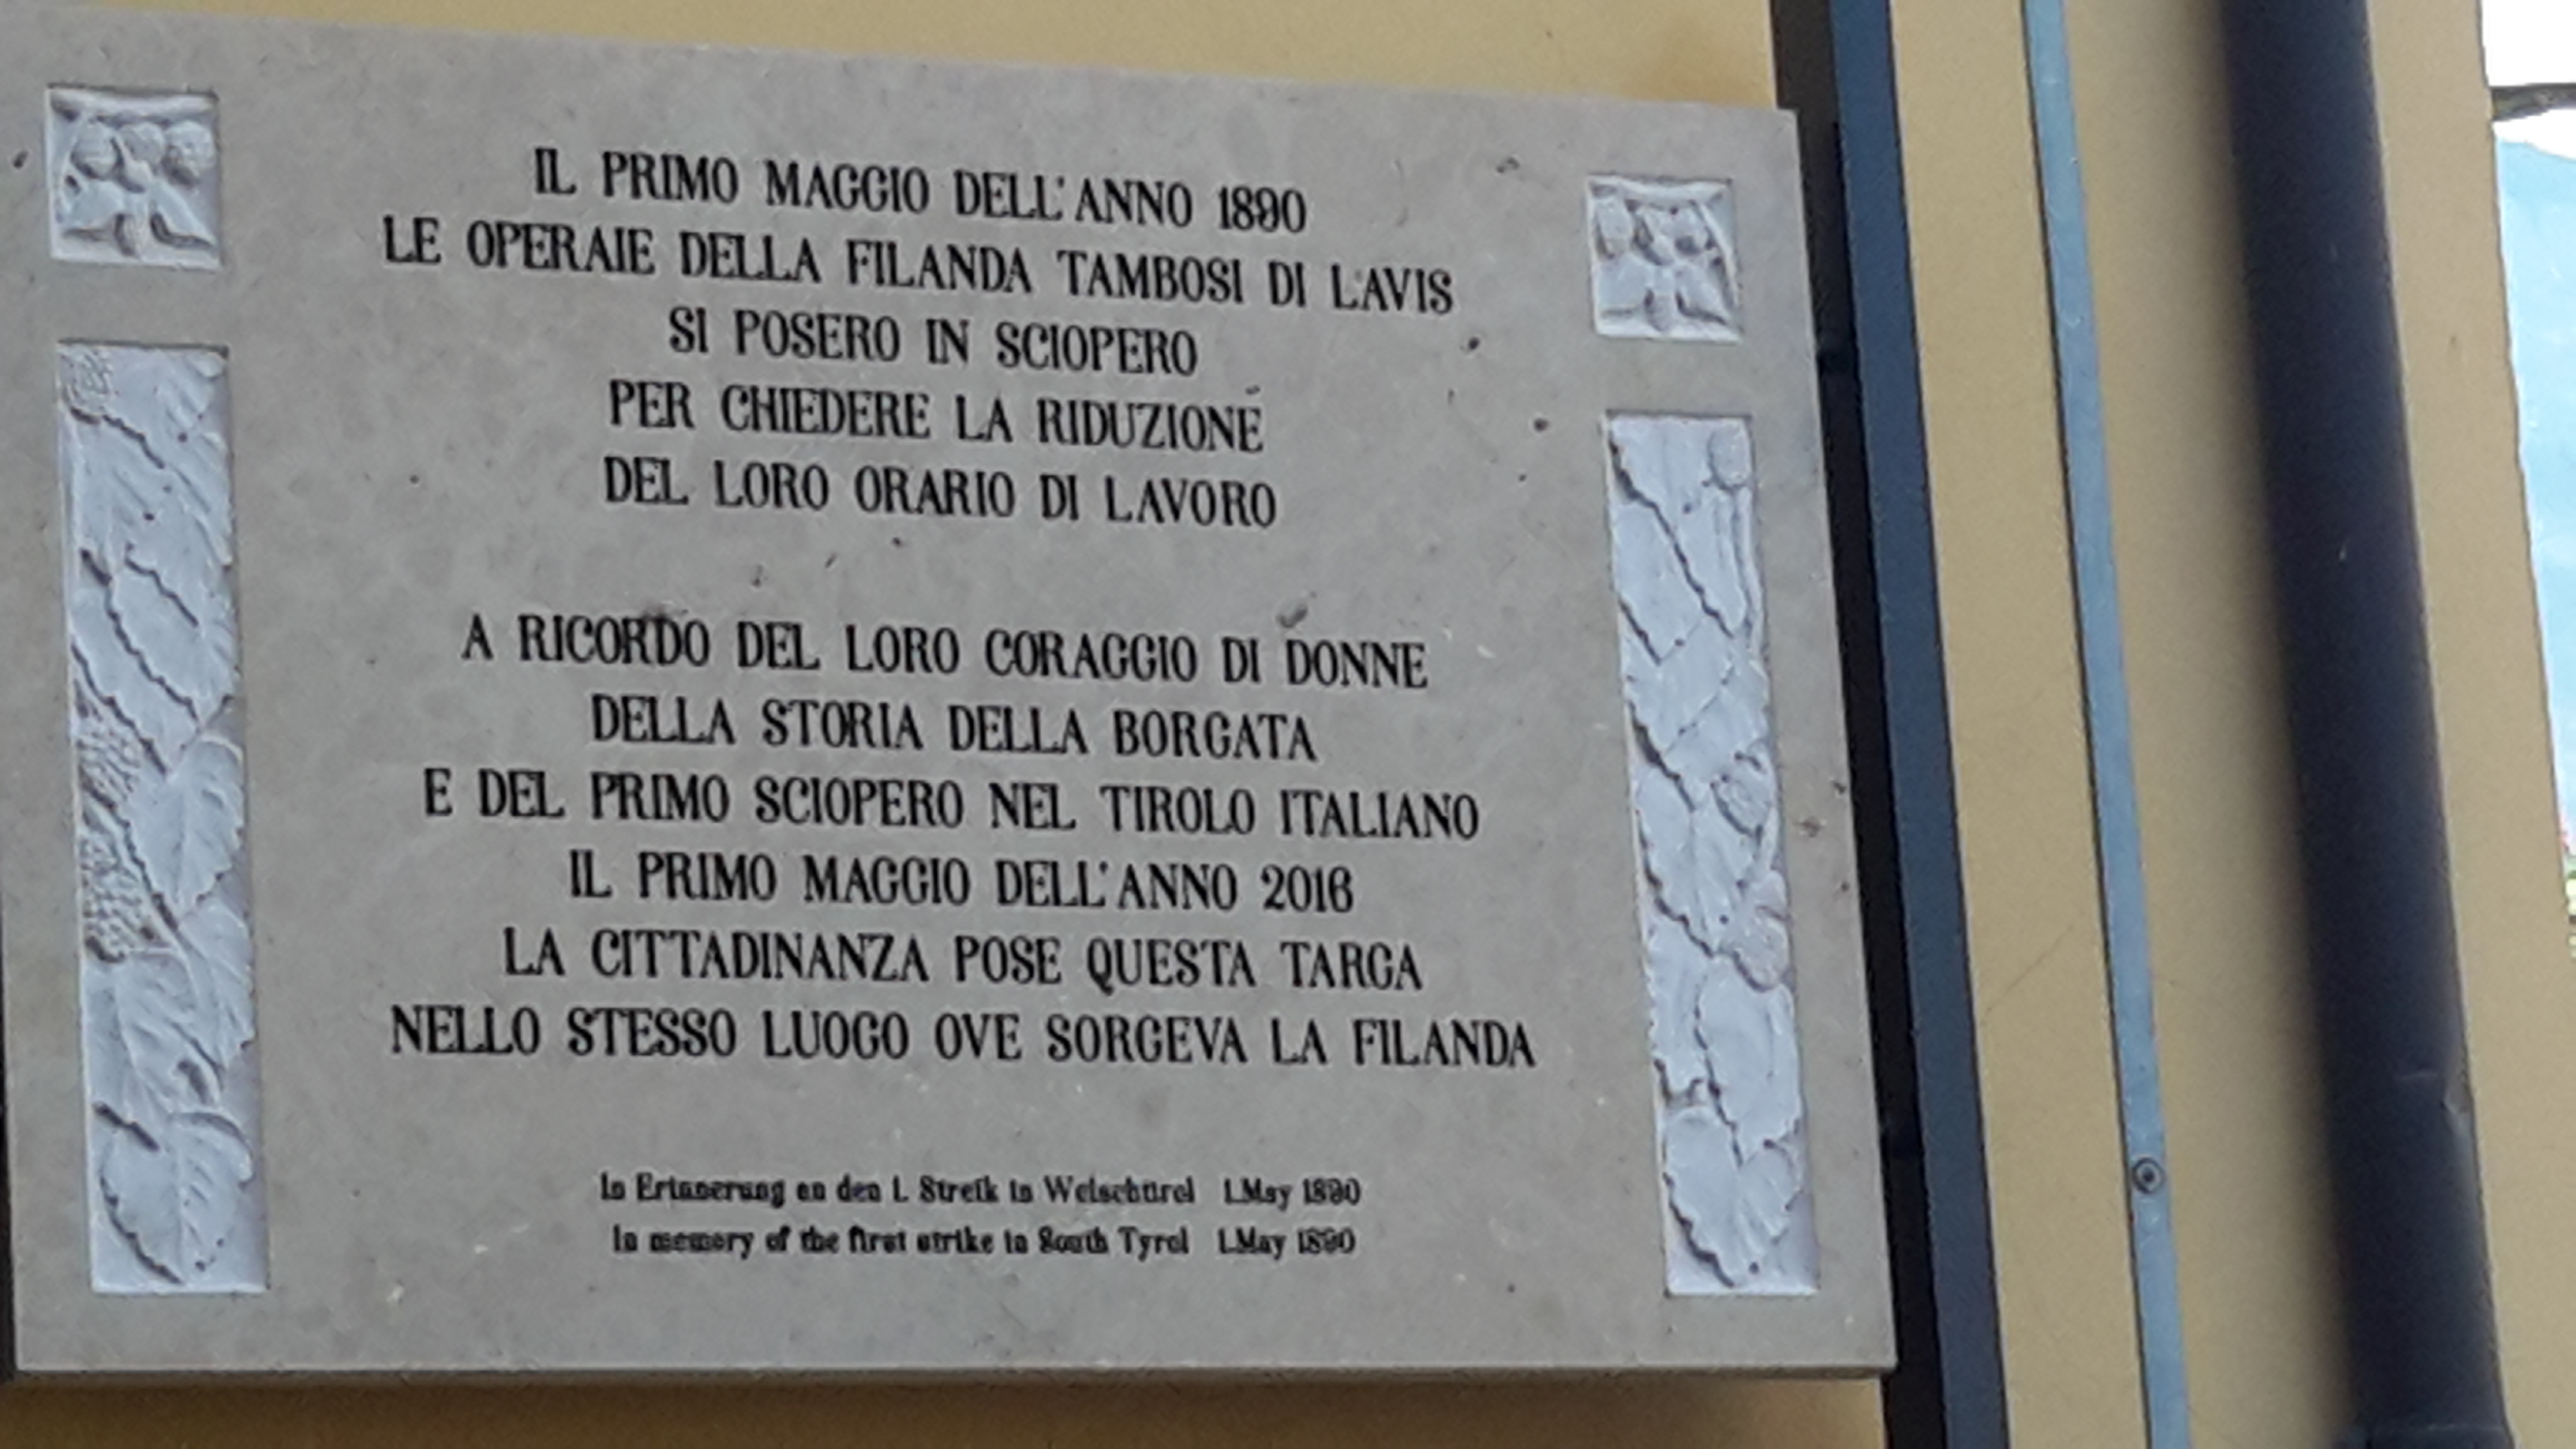 IL PRIMO MAGGIO DELL'ANNO 1890
LE OPERAIE DELLA FILANDA TAMBOSI DI LAVIS
SI POSERO IN SCIOPERO
PER CHIEDERE LA RIDUZIONE
DEL LORO ORARIO DI LAVORO
A RICORDO DEL LORO CORAGGIO DI DONNE
DELLA STORIA DELLA BORGATA
E DEL PRIMO SCIOPERO NEL TIROLO ITALIANO
IL PRIMO MAGGIO DELL'ANNO 2016
LA CITTADINANZA POSE QUESTA TARGA
NELLO STESSO LUOGO OVE SORGEVA LA FILANDA
In Erinnerung an den 1. Streik in 1.May 1890
In memory of the first strike in South Tyrol 1.May 1890